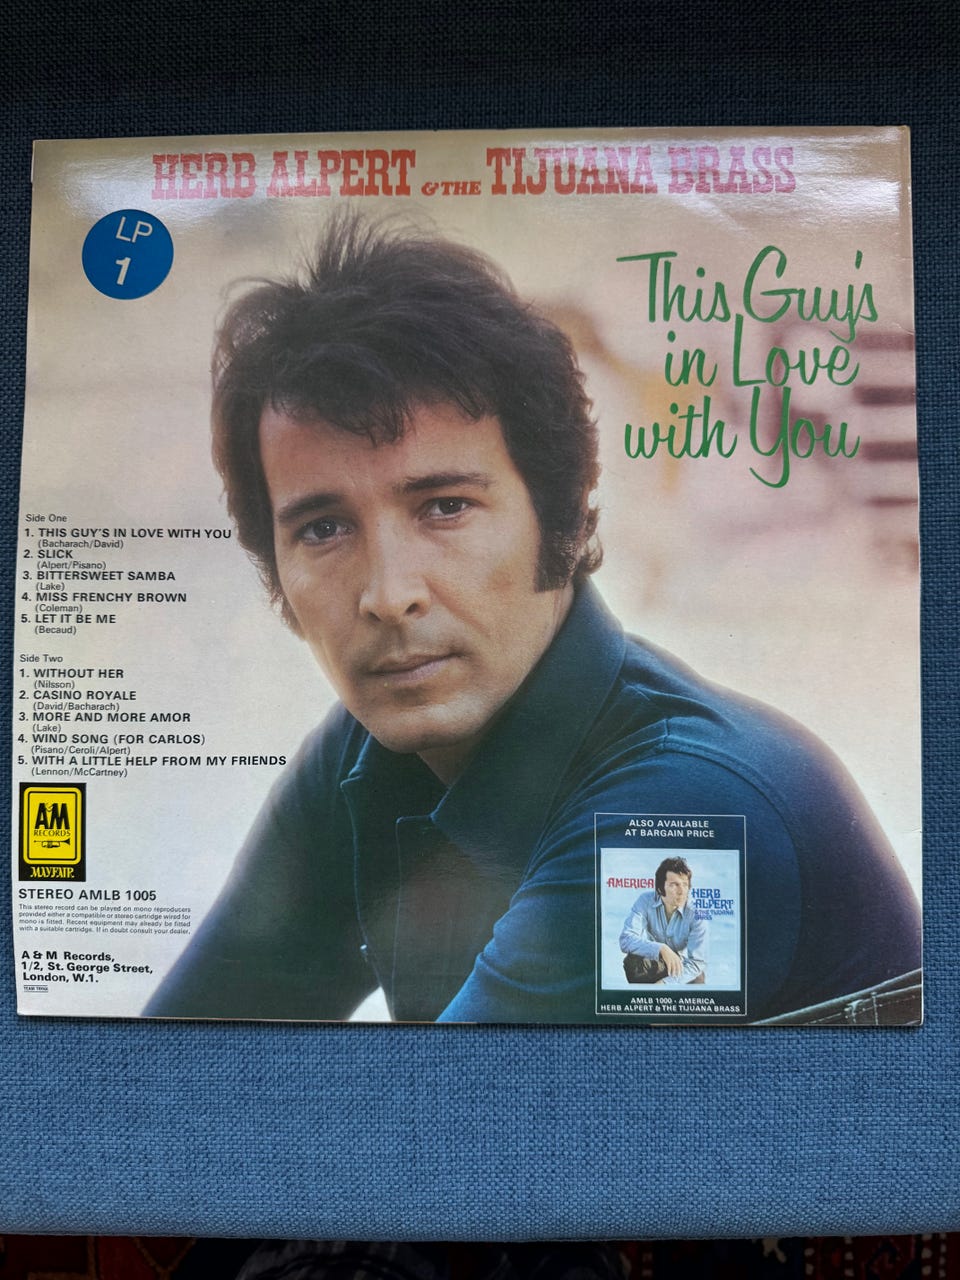 HERB ALPERT & THE TIJUANA BRASS
LP
1
This Guy's
in Love
with You
Side One
1. THIS GUY'S IN LOVE WITH YOU
(Bacharach/David)
2. SLICK
(Alpert/Pisano)
3. BITTERSWEET SAMBA
(Lake)
4. MISS FRENCHY BROWN
(Coleman)
5. LET IT BE ME
(Becaud)
Side Two
1. WITHOUT HER
(Nilsson)
2. CASINO ROYALE
(David/Bacharach)
3. MORE AND MORE AMOR
(Lake)
4. WIND SONG (FOR CARLOS)
(Pisano/Ceroli/Alpert)
5. WITH A LITTLE HELP FROM MY FRIENDS
(Lennon/McCartney)
A&M
RECORDS
MAYFAIR
STEREO AMLB 1005
This stereo record can be played on mono reproducers
provided either a compatible or stereo cartridge wired for
mono is fitted. Recent equipment may already be fitted
with a suitable cartridge. If in doubt consult your dealer.
A & M Records,
1/2, St. George Street,
London, W.1.
ALSO AVAILABLE
AT BARGAIN PRICE
AMERICA
HERB
ALPERT
& THE TIJUANA
BRASS
AMLB 1000 - AMERICA
HERB ALPERT & THE TIJUANA BRASS